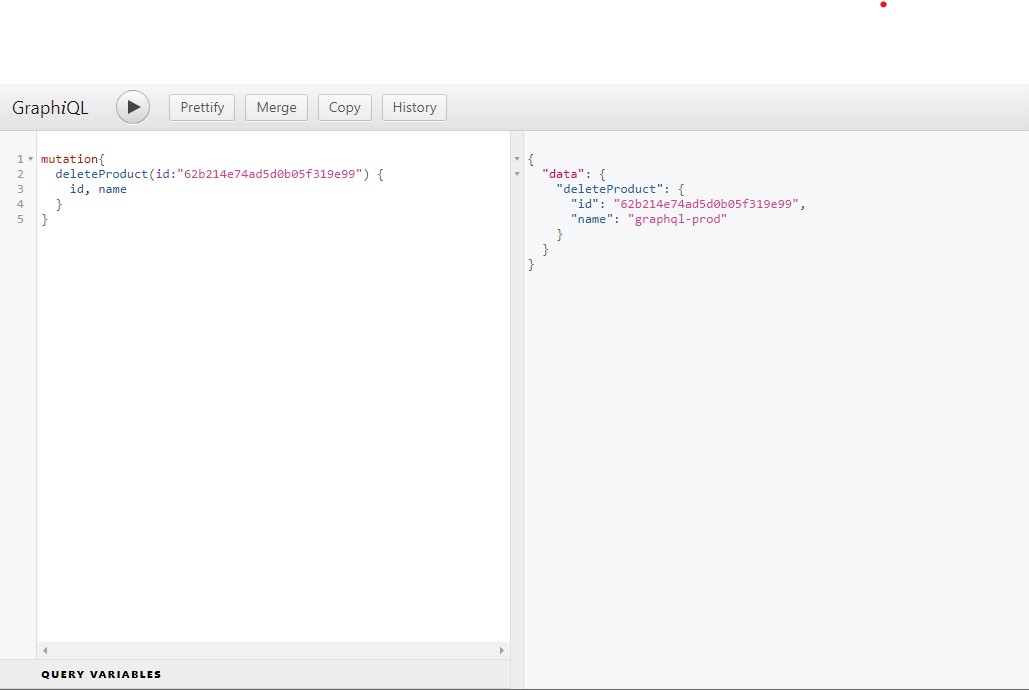 GraphiQL Prettify Merge Copy History
1 mutation{
2 deleteProduct(id:"62b214e74ad5d0b05f319e99") {
3 id, name
4 }
5 }
{
"data": {
"deleteProduct": {
"id": "62b214e74ad5d0b05f319e99",
"name": "graphql-prod"
}
}
}
QUERY VARIABLES